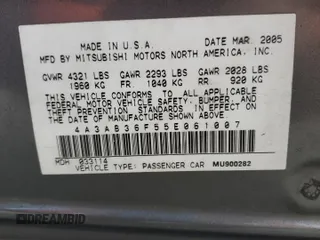 MADE IN U.S.A. DATE MAR. 2005
MFD BY MITSUBISHI MOTORS NORTH AMERICA, INC.
GVWR 4321 LBS GAWR 2293 LBS GAWR 2028 LBS
1960 KG FR. 1040 KG RR 920 KG
THIS VEHICLE CONFORMS TO ALL APPLICABLE
FEDERAL MOTOR VEHICLE SAFETY, BUMPER, AND
THEFT PREVENTION STANDARDS IN EFFECT ON THE
DATE OF MANUFACTURE SHOWN ABOVE.
4A3AB36F55E061007
MDH: 033114
VEHICLE TYPE: PASSENGER CAR MU900282
DREAMBID